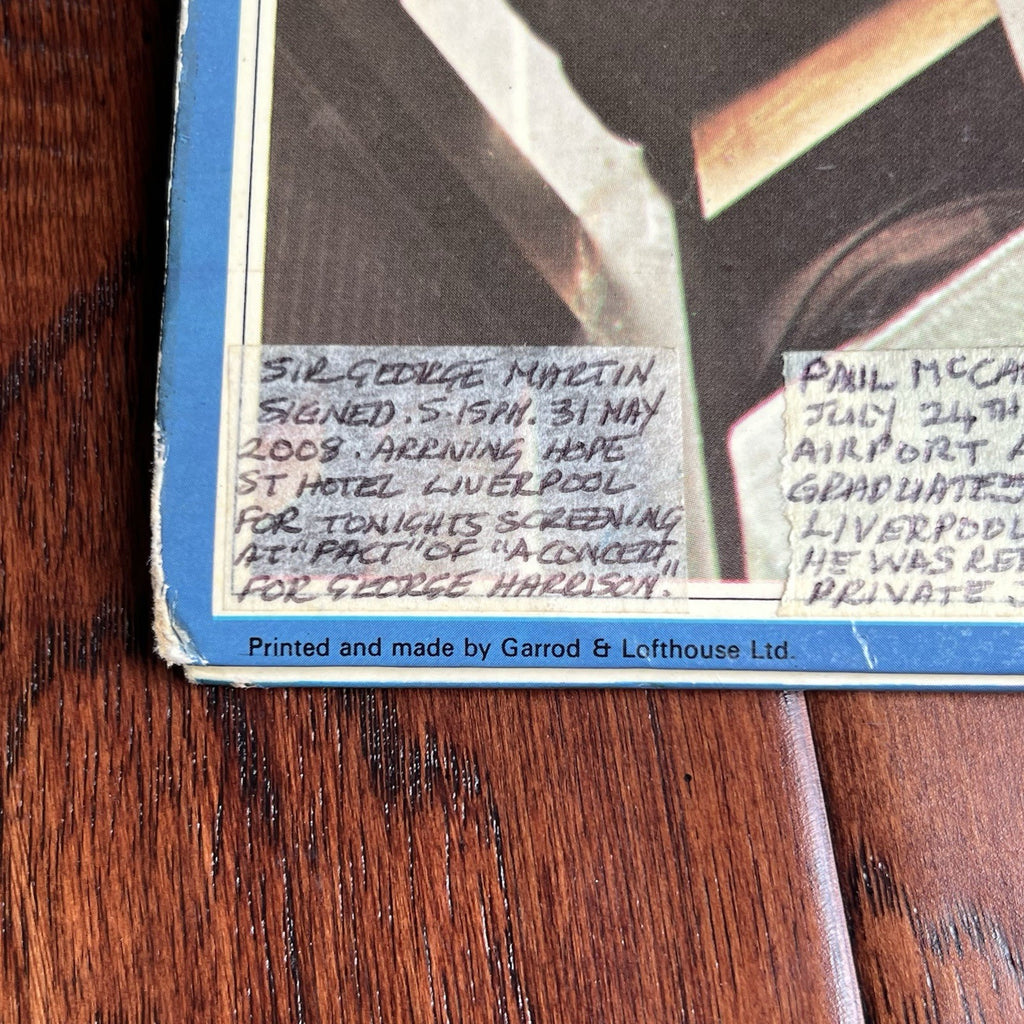 SIR GEORGE MARTIN
SIGNED. 5.15PM. 31 MAY
2008. ARRIVING HOPE
ST HOTEL LIVERPOOL
FOR TONIGHTS SCREENING
AT "FACT" OF "A CONCERT
FOR GEORGE HARRISON."
PAUL MCCA
JULY 24TH
AIRPORT A
GRADUATES
LIVERPOOL
HE WAS RE
PRIVATE J
Printed and made by Garrod & Lofthouse Ltd.